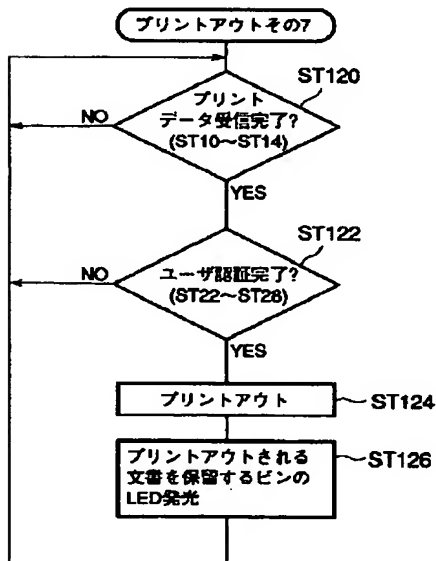 プリントアウトその7
ST120
プリント
データ受信完了?
(ST10〜ST14)
NO
YES
ST122
ユーザ認証完了?
(ST22〜ST28)
NO
YES
プリントアウト
ST124
プリントアウトされる
文書を保留するビンの
LED発光
ST126